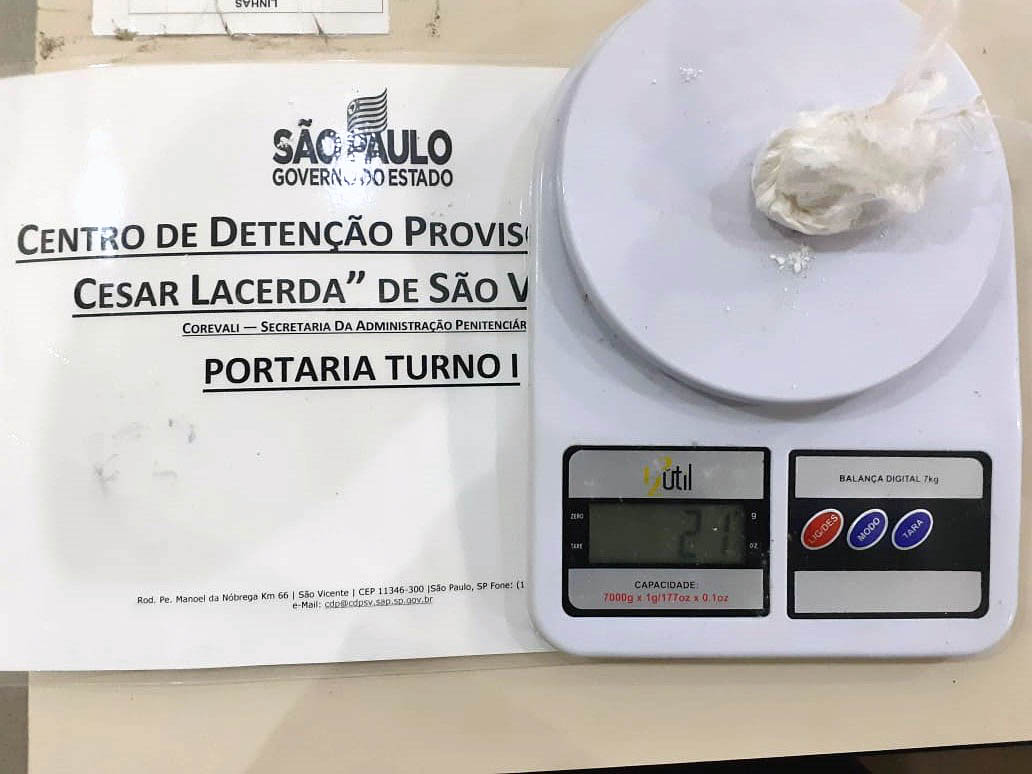 LINHAS
SÃO PAULO
GOVERNO DO ESTADO
CENTRO DE DETENÇÃO PROVIS
CESAR LACERDA” DE SÃO V
COREVALI — SECRETARIA DA ADMINISTRAÇÃO PENITENCIÁR
PORTARIA TURNO I
Rod. Pe. Manoel da Nóbrega Km 66 | São Vicente | CEP 11346-300 |São Paulo, SP Fone: (1
e-Mail: cdp@cdpsv.sap.sp.gov.br
útil
ZERO
TARE
21
g
oz
CAPACIDADE:
7000g x 1g/177oz x 0.1oz
BALANÇA DIGITAL 7kg
LIG/DES
MODO
TARA